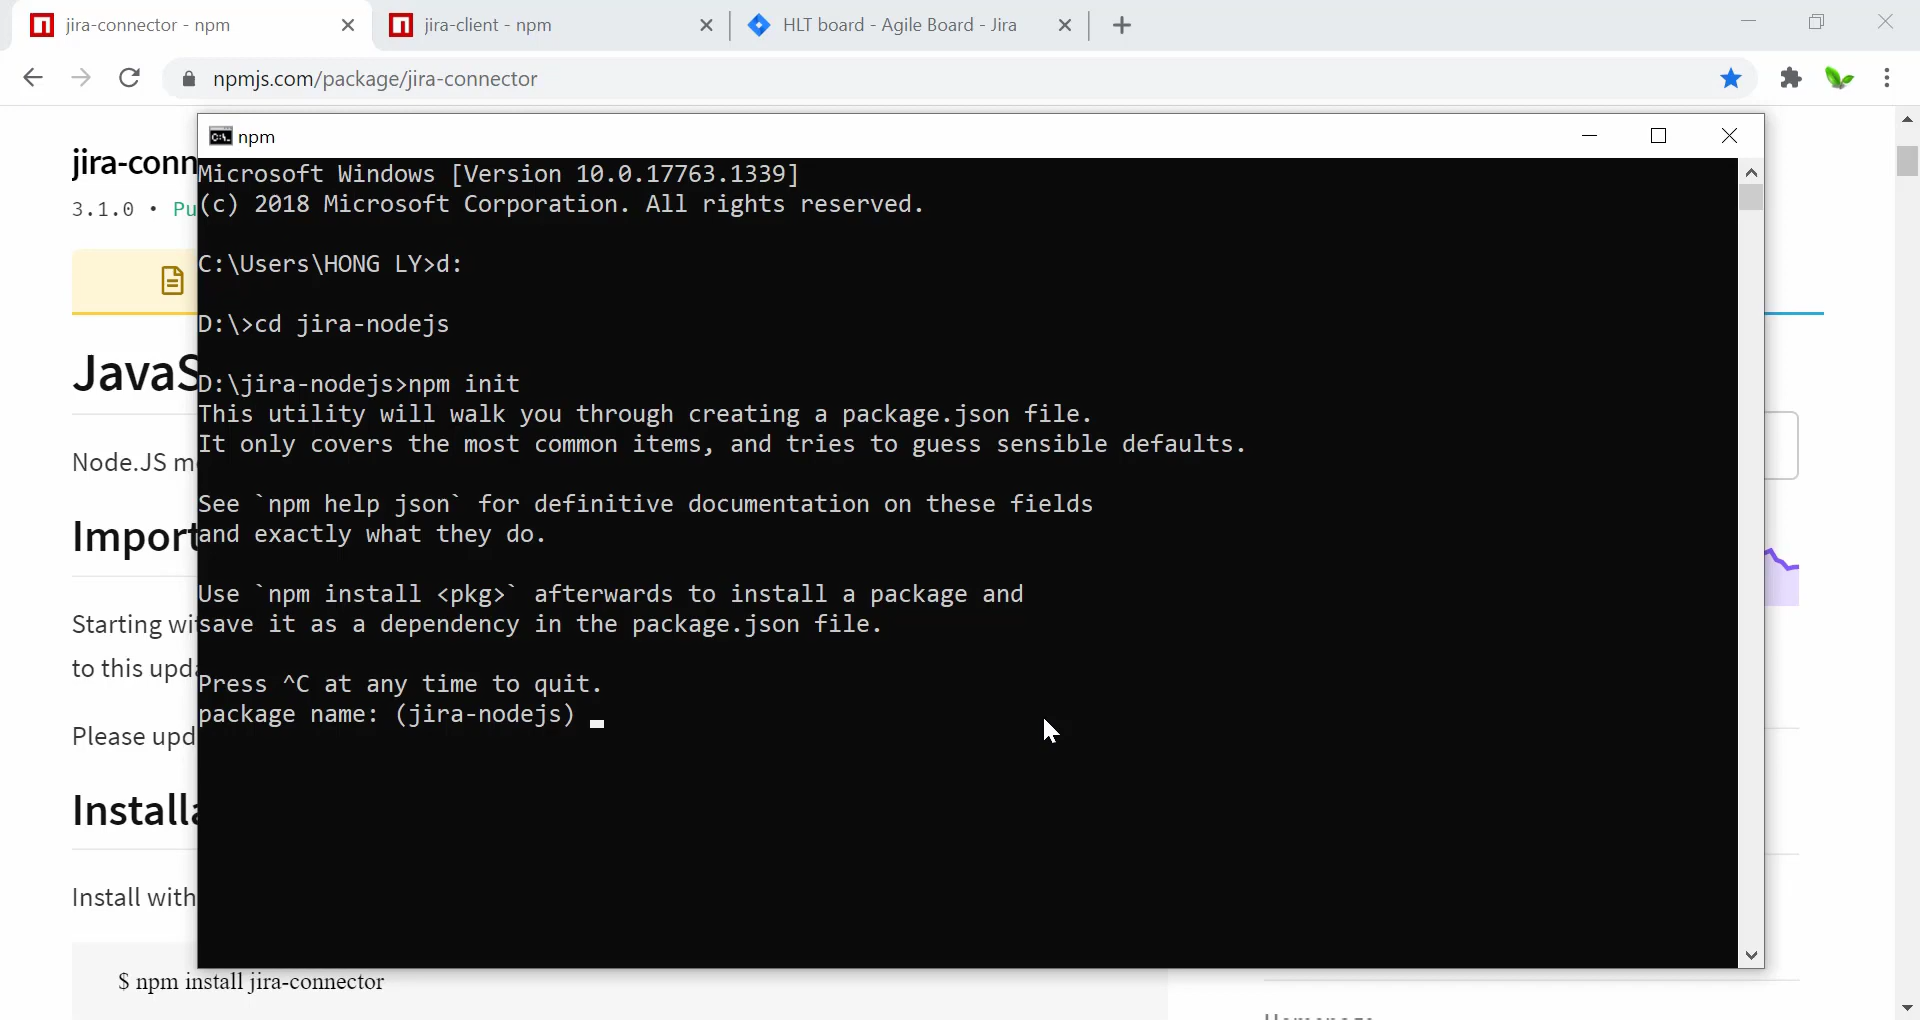 jira-connector - npm
jira-client - npm
HLT board - Agile Board - Jira
npmjs.com/package/jira-connector
npm
jira-conn
3.1.0 • Pu
JavaS
Node.JS
Import
Starting
to this
Please upd
Install
Install with
$ npm install jira-connector
Microsoft Windows [Version 10.0.17763.1339]
(c) 2018 Microsoft Corporation. All rights reserved.
C:\Users\HONG LY>d:
D:\>cd jira-nodejs
D:\jira-nodejs>npm init
This utility will walk you through creating a package.json file.
It only covers the most common items, and tries to guess sensible defaults.
See `npm help json` for definitive documentation on these fields
and exactly what they do.
Use `npm install <pkg>` afterwards to install a package and
save it as a dependency in the package.json file.
Press ^C at any time to quit.
package name: (jira-nodejs)